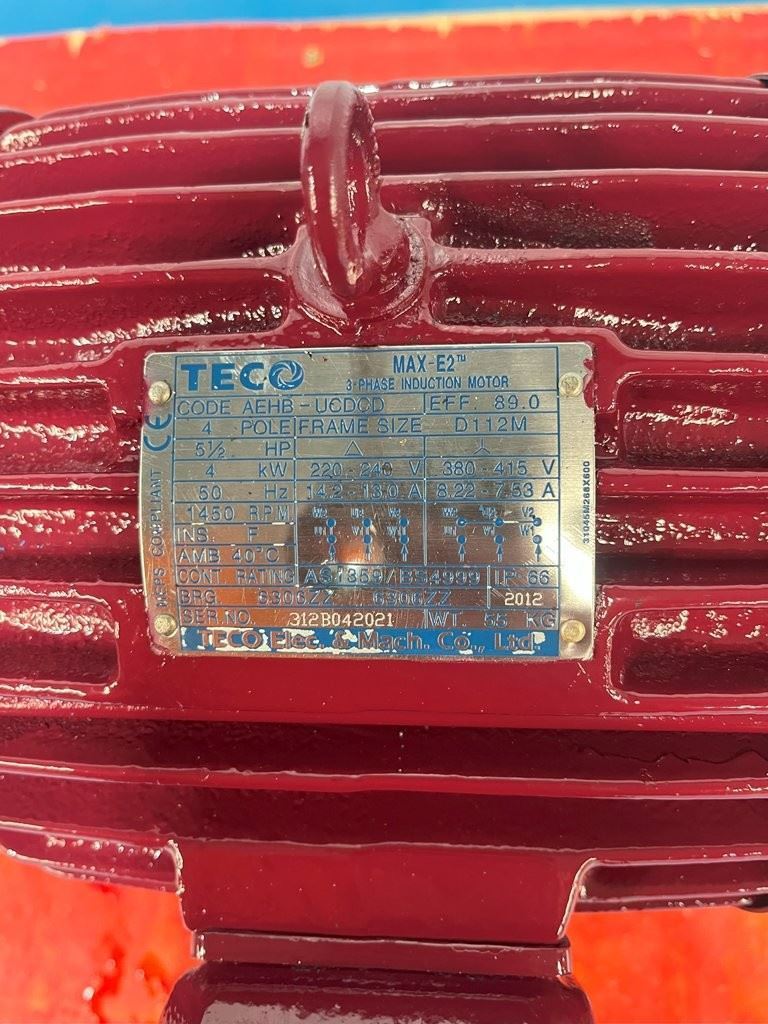 TECO MAX-E2™
3-PHASE INDUCTION MOTOR
CODE AEHB-UCDCD EFF. 89.0
4 POLE FRAME SIZE D112M
5½ HP △ 人
4 kW 220-240 V 380-415 V
50 Hz 14.2-13.0 A 8.22-7.53 A
1450 RPM
INS. F
AMB 40°C
CONT. RATING AS1359/BS4999 IP 66
BRG 6306ZZ 6306ZZ 2012
SER.NO. 312B042021 WT. 55 KG
TECO Elec. & Mach. Co., Ltd.
MEPS COMPLIANT CE